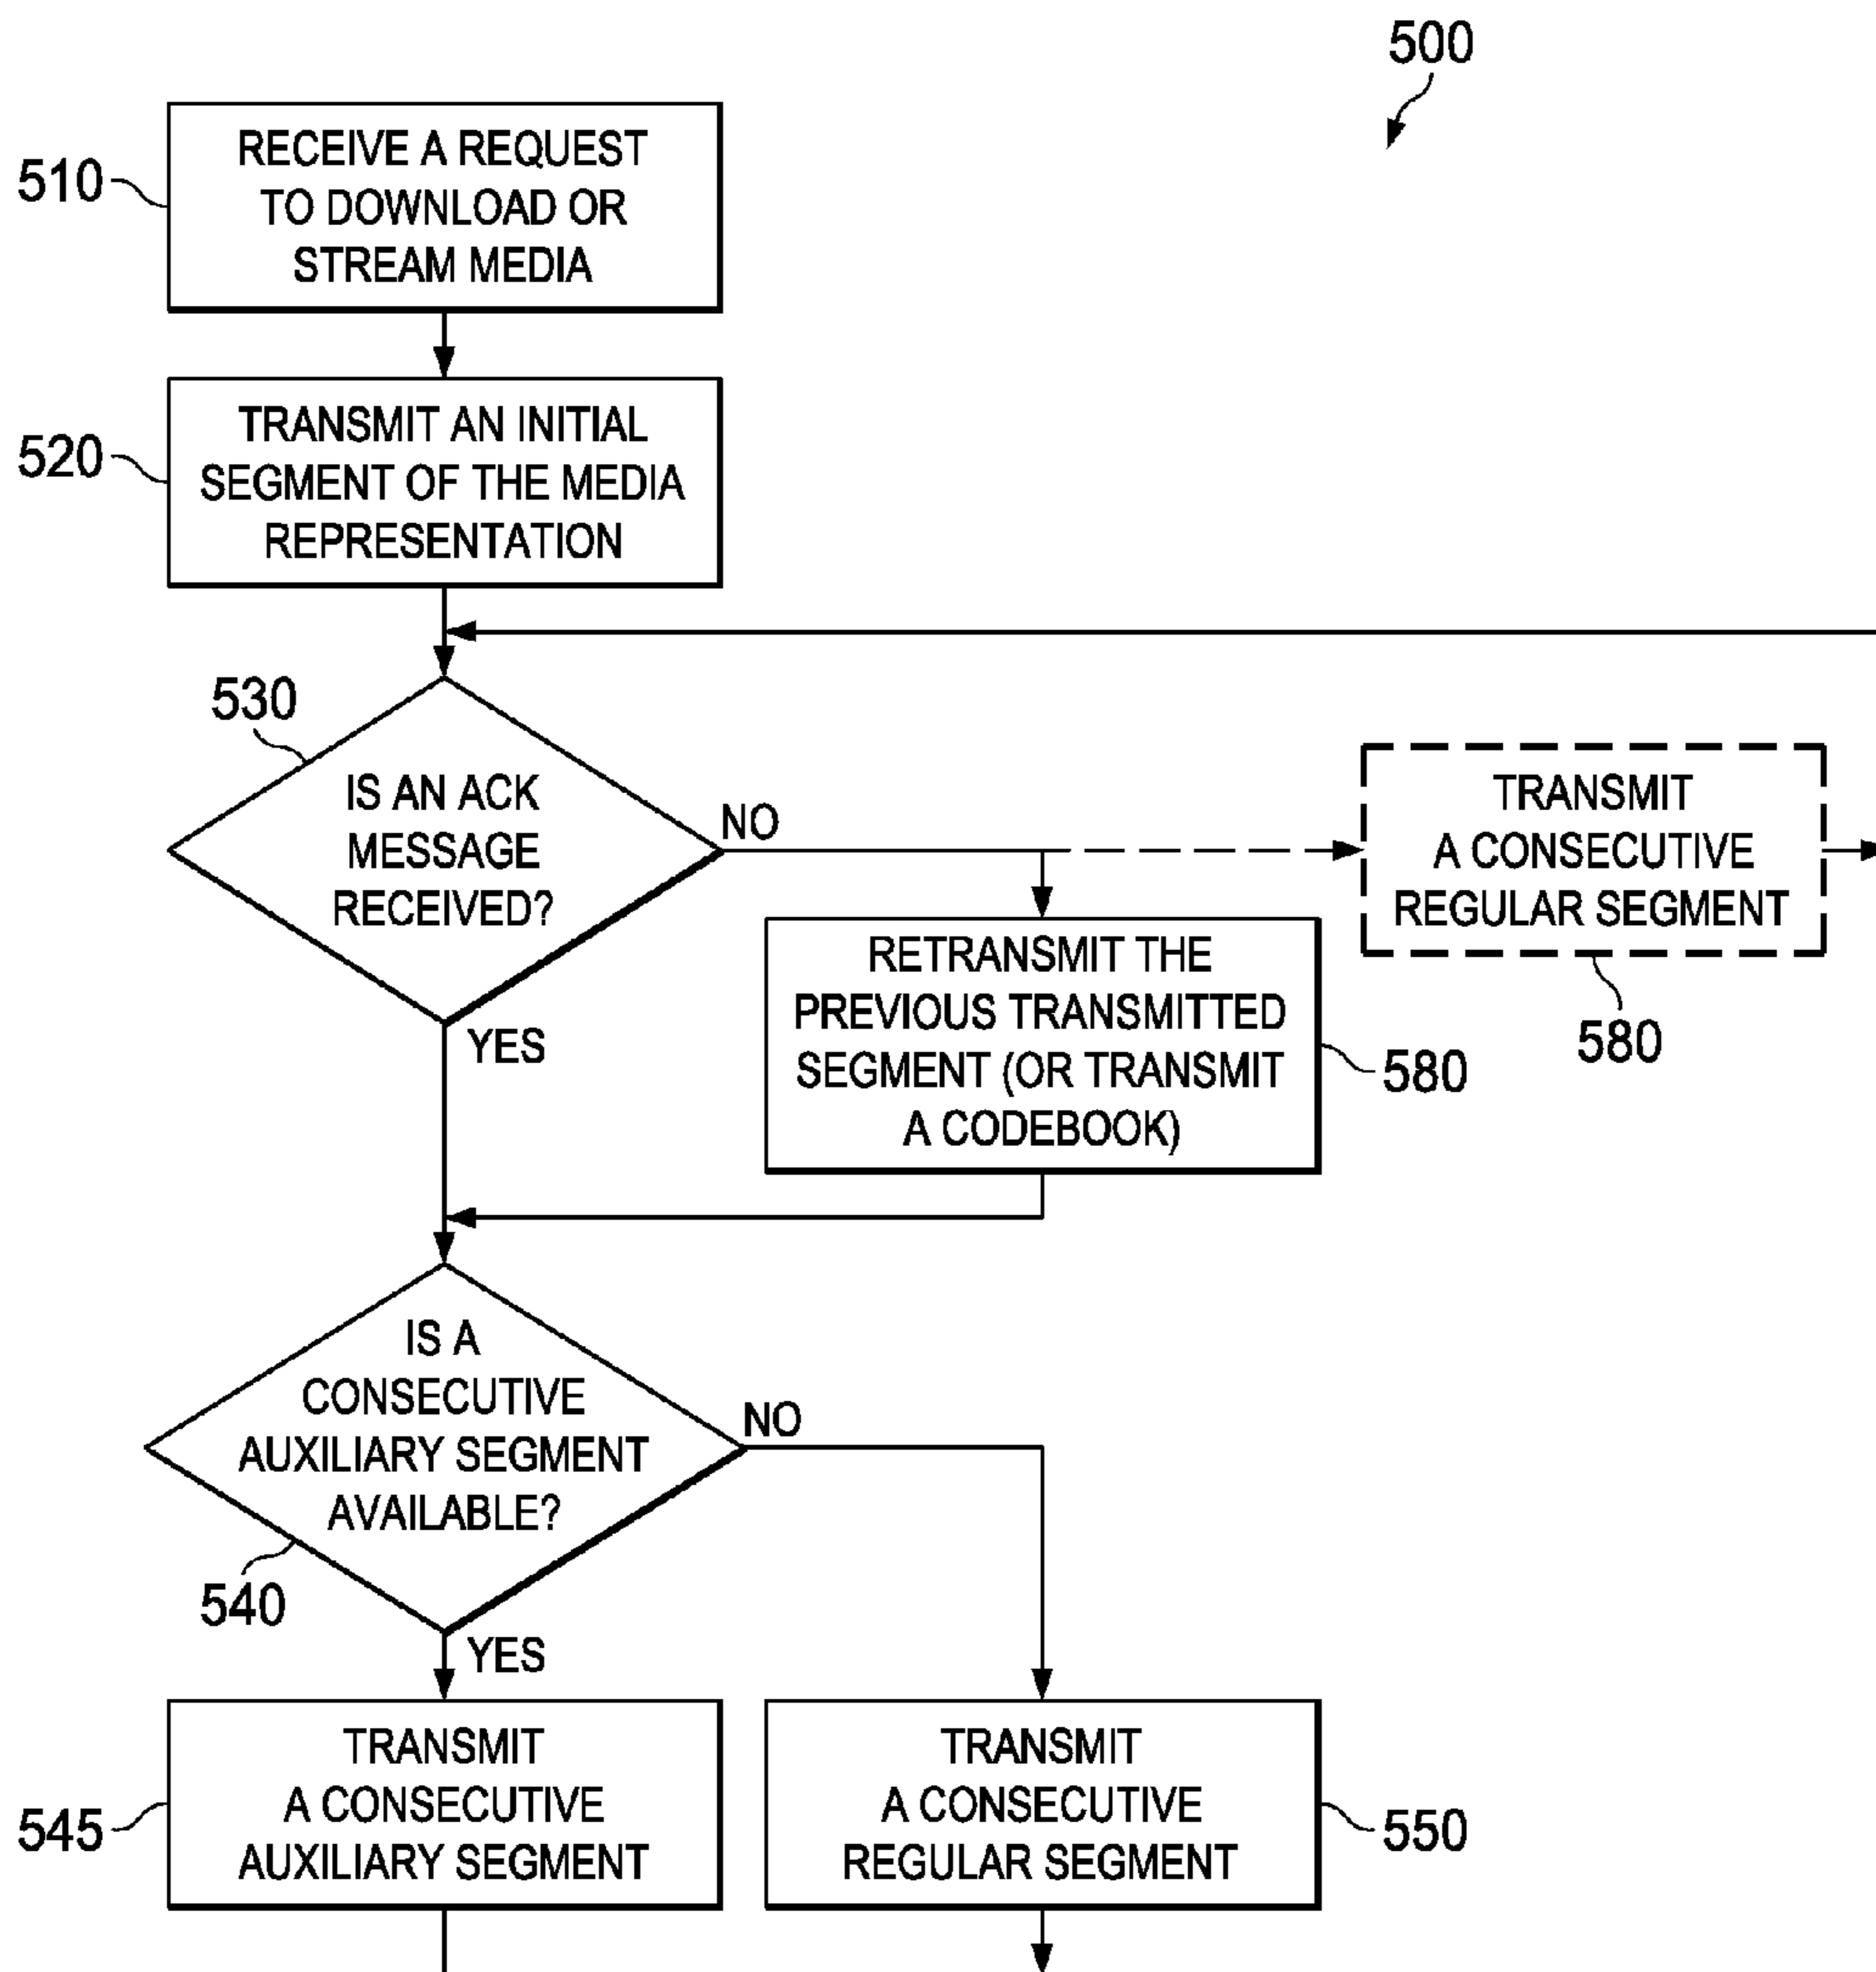 500
510
RECEIVE A REQUEST
TO DOWNLOAD OR
STREAM MEDIA
520
TRANSMIT AN INITIAL
SEGMENT OF THE MEDIA
REPRESENTATION
530
IS AN ACK
MESSAGE
RECEIVED?
NO
YES
TRANSMIT
A CONSECUTIVE
REGULAR SEGMENT
580
RETRANSMIT THE
PREVIOUS TRANSMITTED
SEGMENT (OR TRANSMIT
A CODEBOOK)
580
IS A
CONSECUTIVE
AUXILIARY SEGMENT
AVAILABLE?
NO
540
YES
545
TRANSMIT
A CONSECUTIVE
AUXILIARY SEGMENT
TRANSMIT
A CONSECUTIVE
REGULAR SEGMENT
550